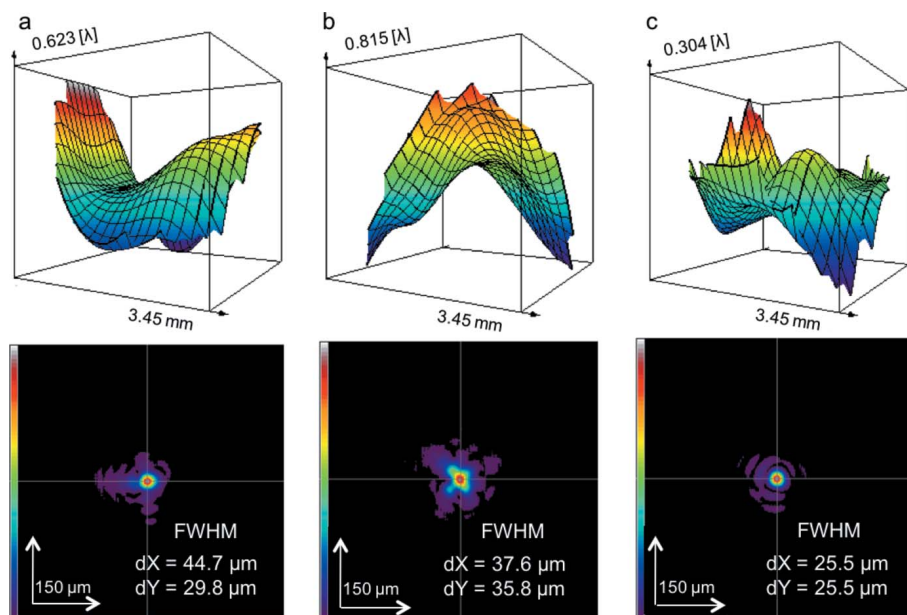 a
0.623 [λ]
3.45 mm
b
0.815 [λ]
3.45 mm
c
0.304 [λ]
3.45 mm
FWHM
dX = 44.7 µm
dY = 29.8 µm
150 µm
FWHM
dX = 37.6 µm
dY = 35.8 µm
150 µm
FWHM
dX = 25.5 µm
dY = 25.5 µm
150 µm